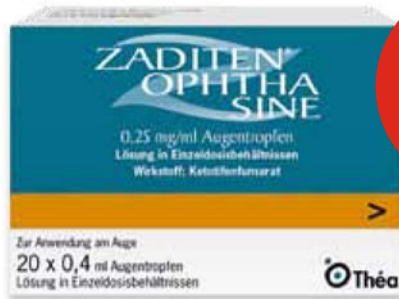 ZADITEN®
OPHTHA
SINE
0,25 mg/ml Augentropfen
Lösung in Einzeldosisbehältnissen
Wirkstoff: Ketotifenfumarat
>
Zur Anwendung am Auge
20 x 0,4 ml Augentropfen
Lösung in Einzeldosisbehältnissen
Théa